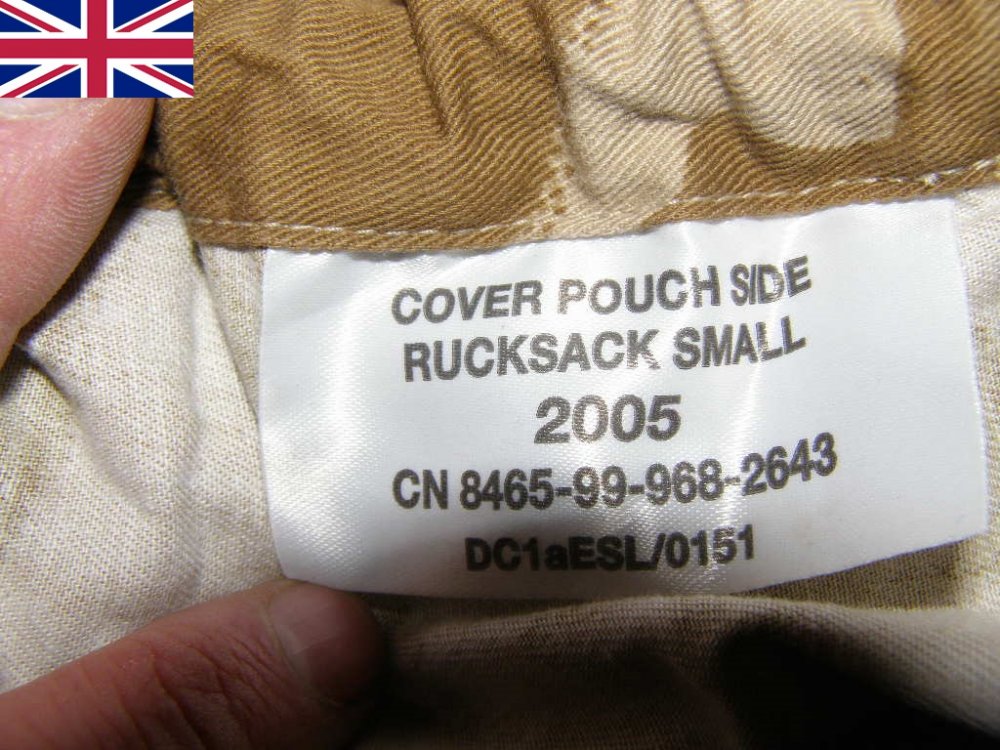 COVER POUCH SIDE
RUCKSACK SMALL
2005
CN 8465-99-968-2643
DC1aESL/0151